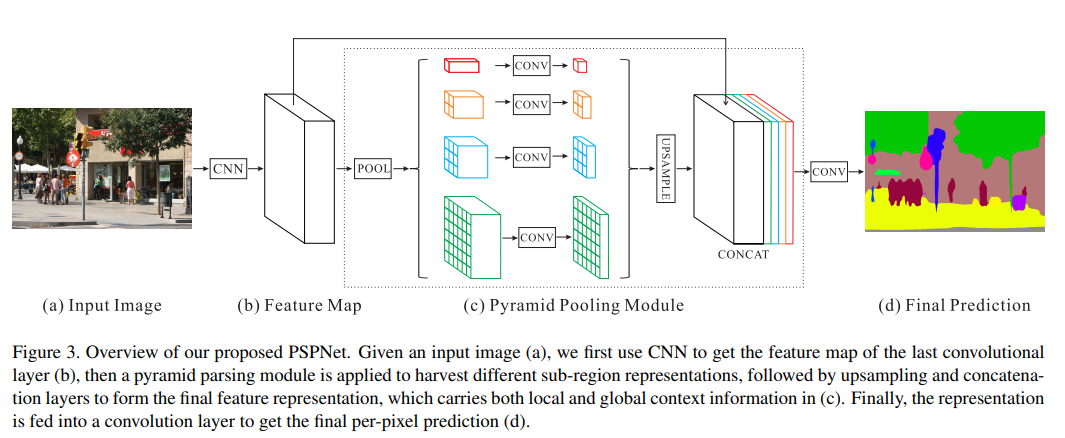 CNN
POOL
CONV
CONV
CONV
CONV
UPSAMPLE
CONCAT
CONV
(a) Input Image
(b) Feature Map
(c) Pyramid Pooling Module
(d) Final Prediction
Figure 3. Overview of our proposed PSPNet. Given an input image (a), we first use CNN to get the feature map of the last convolutional
layer (b), then a pyramid parsing module is applied to harvest different sub-region representations, followed by upsampling and concatena-
tion layers to form the final feature representation, which carries both local and global context information in (c). Finally, the representation
is fed into a convolution layer to get the final per-pixel prediction (d).